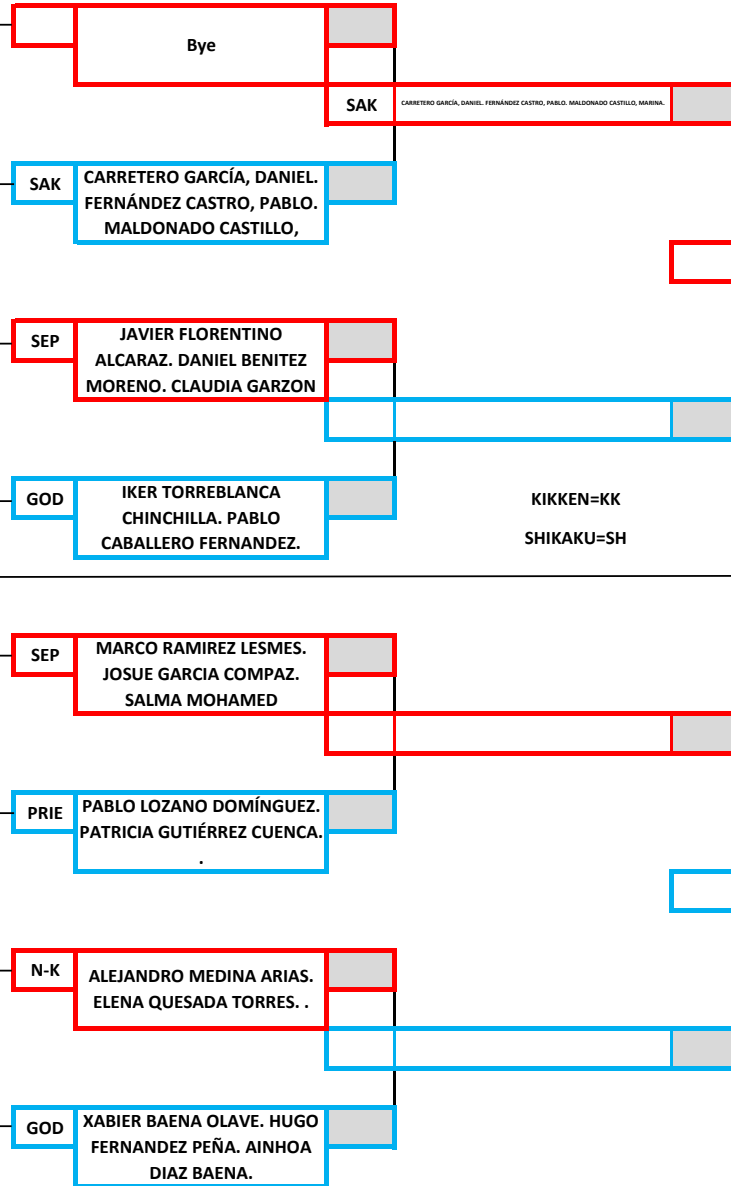 Bye
SAK
CARRETERO GARCÍA, DANIEL. FERNÁNDEZ CASTRO, PABLO. MALDONADO CASTILLO, MARINA.
SAK
CARRETERO GARCÍA, DANIEL.
FERNÁNDEZ CASTRO, PABLO.
MALDONADO CASTILLO,
SEP
JAVIER FLORENTINO
ALCARAZ. DANIEL BENITEZ
MORENO. CLAUDIA GARZON
GOD
IKER TORREBLANCA
CHINCHILLA. PABLO
CABALLERO FERNANDEZ.
KIKKEN=KK
SHIKAKU=SH
SEP
MARCO RAMIREZ LESMES.
JOSUE GARCIA COMPAZ.
SALMA MOHAMED
PRIE
PABLO LOZANO DOMÍNGUEZ.
PATRICIA GUTIÉRREZ CUENCA.
.
N-K
ALEJANDRO MEDINA ARIAS.
ELENA QUESADA TORRES. .
GOD
XABIER BAENA OLAVE. HUGO
FERNANDEZ PEÑA. AINHOA
DIAZ BAENA.